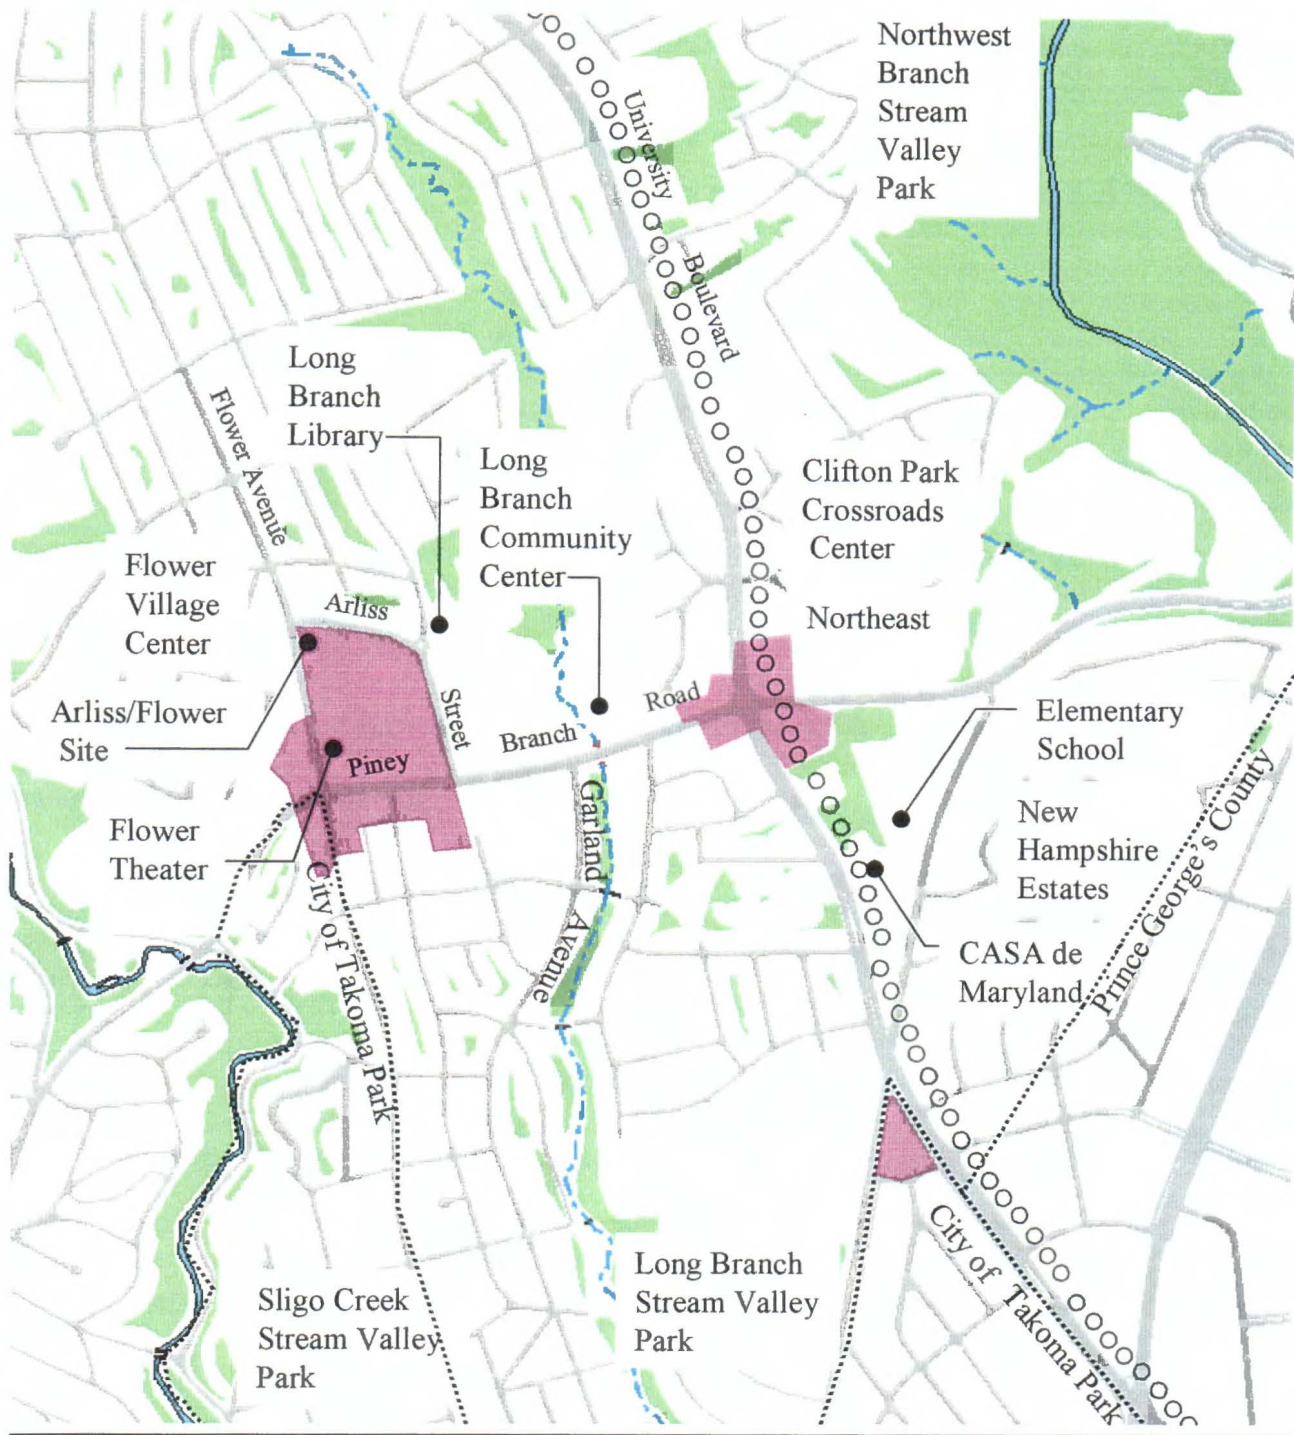 Northwest
Branch
Stream
Valley
Park
University
Boulevard
Long
Branch
Library
Flower Avenue
Long
Branch
Community
Center
Clifton Park
Crossroads
Center
Flower
Village
Center
Arliss
Street
Northeast
Arliss/Flower
Site
Piney
Branch
Road
Elementary
School
Flower
Theater
Garland
Avenue
New
Hampshire
Estates
Prince George's County
City of Takoma Park
CASA de
Maryland
Long Branch
Stream Valley
Park
Sligo Creek
Stream Valley
Park
City of Takoma Park